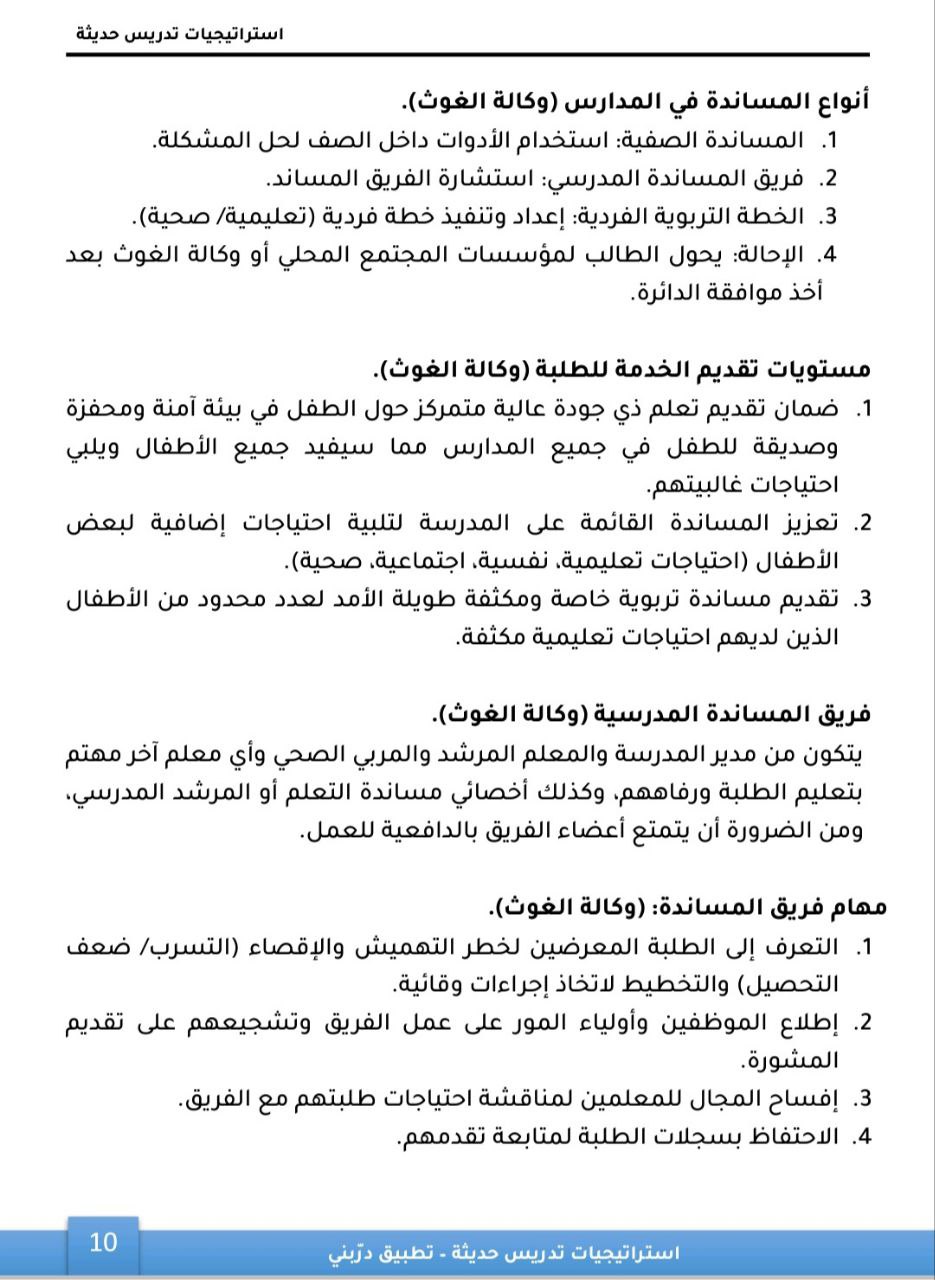 استراتيجيات تدريس حديثة
أنواع المساندة في المدارس (وكالة الغوث).
1. المساندة الصفية: استخدام الأدوات داخل الصف لحل المشكلة.
2. فريق المساندة المدرسي: استشارة الفريق المساند.
3. الخطة التربوية الفردية: إعداد وتنفيذ خطة فردية (تعليمية/ صحية).
4. الإحالة: يحول الطالب لمؤسسات المجتمع المحلي أو وكالة الغوث بعد
أخذ موافقة الدائرة.
مستويات تقديم الخدمة للطلبة (وكالة الغوث).
1. ضمان تقديم تعلم ذي جودة عالية متمركز حول الطفل في بيئة آمنة ومحفزة
وصديقة للطفل في جميع المدارس مما سيفيد جميع الأطفال ويلبي
احتياجات غالبيتهم.
2. تعزيز المساندة القائمة على المدرسة لتلبية احتياجات إضافية لبعض
الأطفال (احتياجات تعليمية، نفسية، اجتماعية، صحية).
3. تقديم مساندة تربوية خاصة ومكثفة طويلة الأمد لعدد محدود من الأطفال
الذين لديهم احتياجات تعليمية مكثفة.
فريق المساندة المدرسية (وكالة الغوث).
يتكون من مدير المدرسة والمعلم المرشد والمربي الصحي وأي معلم آخر مهتم
بتعليم الطلبة ورفاههم، وكذلك أخصائي مساندة التعلم أو المرشد المدرسي،
ومن الضرورة أن يتمتع أعضاء الفريق بالدافعية للعمل.
مهام فريق المساندة: (وكالة الغوث).
1. التعرف إلى الطلبة المعرضين لخطر التهميش والإقصاء (التسرب/ ضعف
التحصيل) والتخطيط لاتخاذ إجراءات وقائية.
2. إطلاع الموظفين وأولياء المور على عمل الفريق وتشجيعهم على تقديم
المشورة.
3. إفساح المجال للمعلمين لمناقشة احتياجات طلبتهم مع الفريق.
4. الاحتفاظ بسجلات الطلبة لمتابعة تقدمهم.
استراتيجيات تدريس حديثة - تطبيق درّبني
10